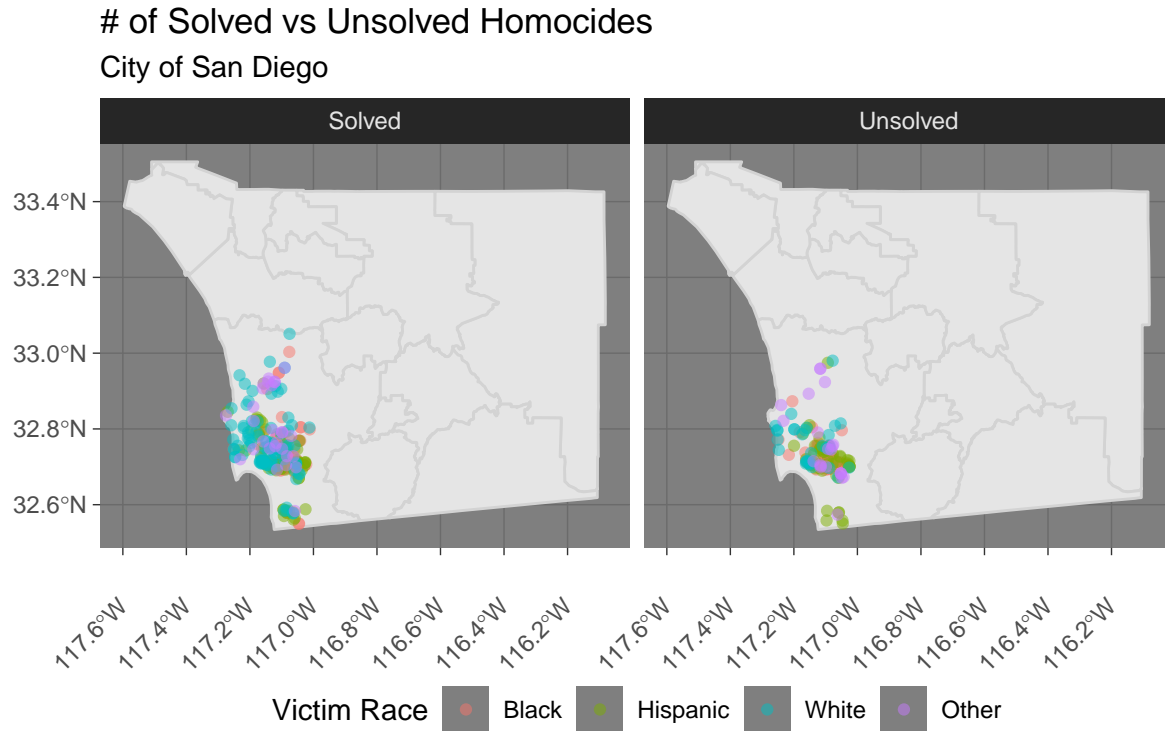 # of Solved vs Unsolved Homocides
City of San Diego
Solved
Unsolved
33.4°N
33.2°N
33.0°N
32.8°N
32.6°N
117.6°W 117.4°W 117.2°W 117.0°W 116.8°W 116.6°W 116.4°W 116.2°W
117.6°W 117.4°W 117.2°W 117.0°W 116.8°W 116.6°W 116.4°W 116.2°W
Victim Race Black Hispanic White Other